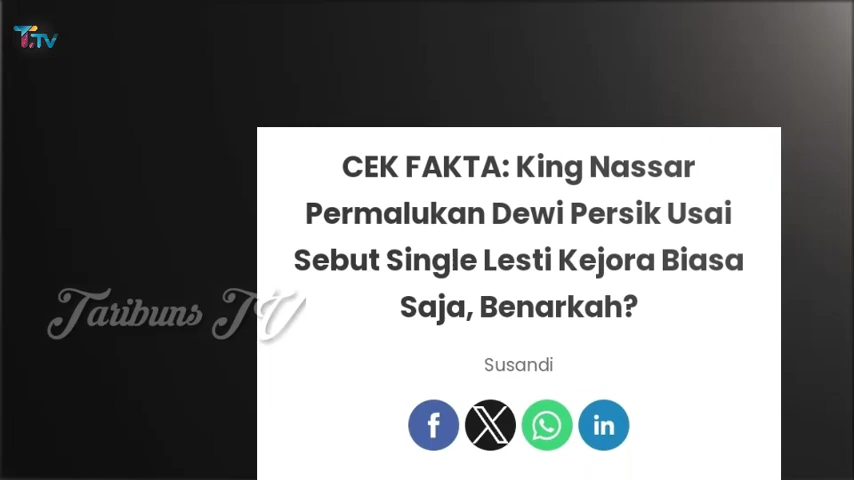 T.TV
CEK FAKTA: King Nassar
Permalukan Dewi Persik Usai
Sebut Single Lesti Kejora Biasa
Saja, Benarkah?
Taribuns TV
Susandi